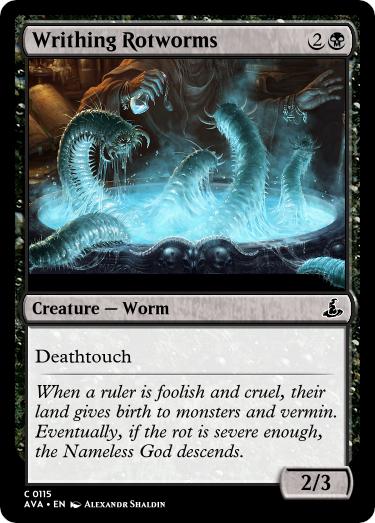 Writhing Rotworms 2
Creature — Worm
Deathtouch
When a ruler is foolish and cruel, their
land gives birth to monsters and vermin.
Eventually, if the rot is severe enough,
the Nameless God descends.
2/3
C 0115
AVA • EN Alexandr Shaldin